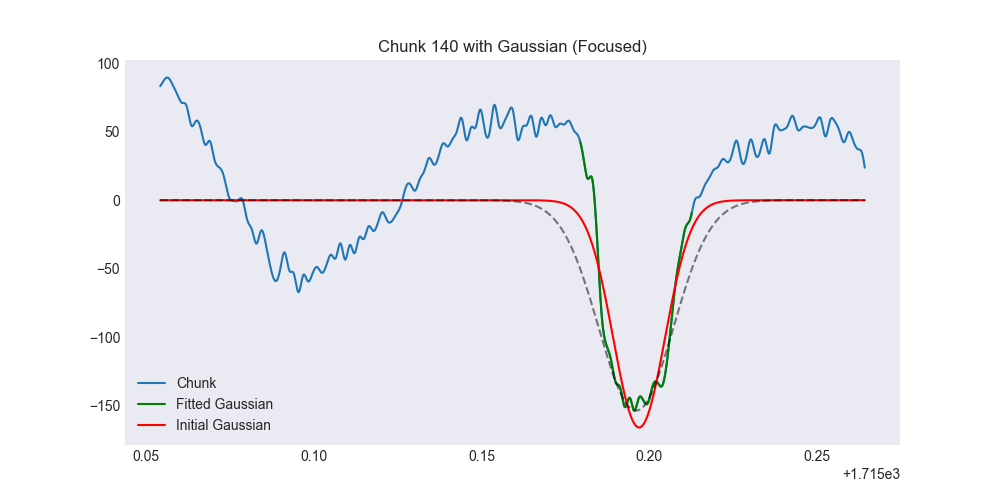 Chunk 140 with Gaussian (Focused)
100
50
0
−50
−100
−150
Chunk
Fitted Gaussian
Initial Gaussian
0.05 0.10 0.15 0.20 0.25
+1.715e3